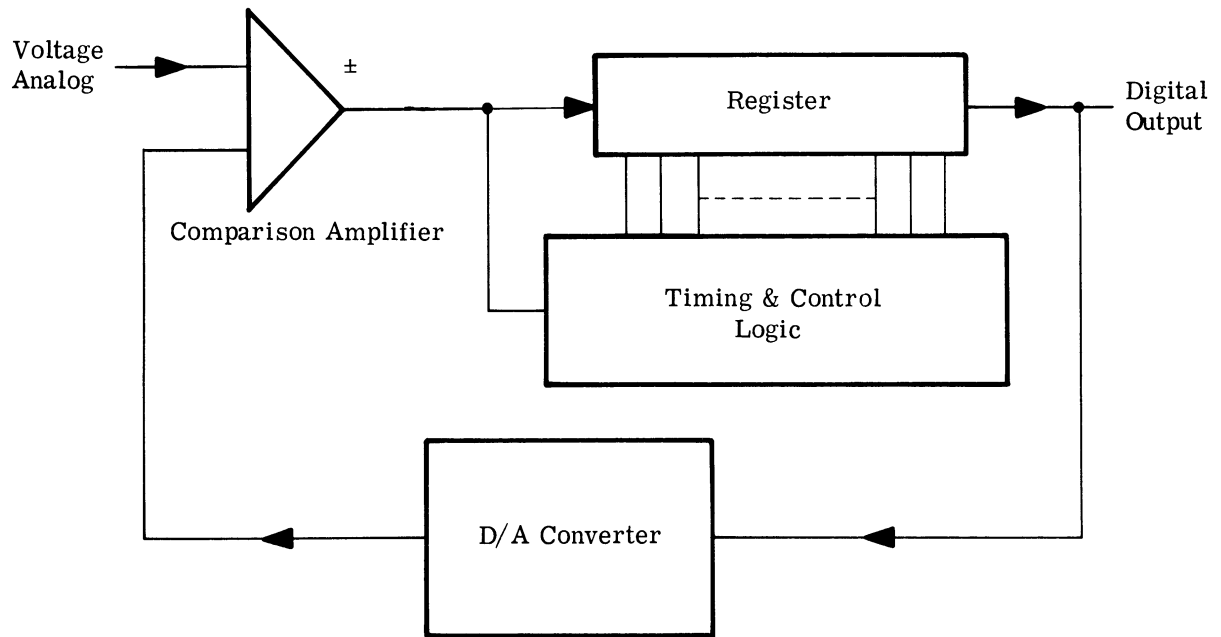 Voltage
Analog
±
Register
Digital
Output
Comparison Amplifier
Timing & Control
Logic
D/A Converter